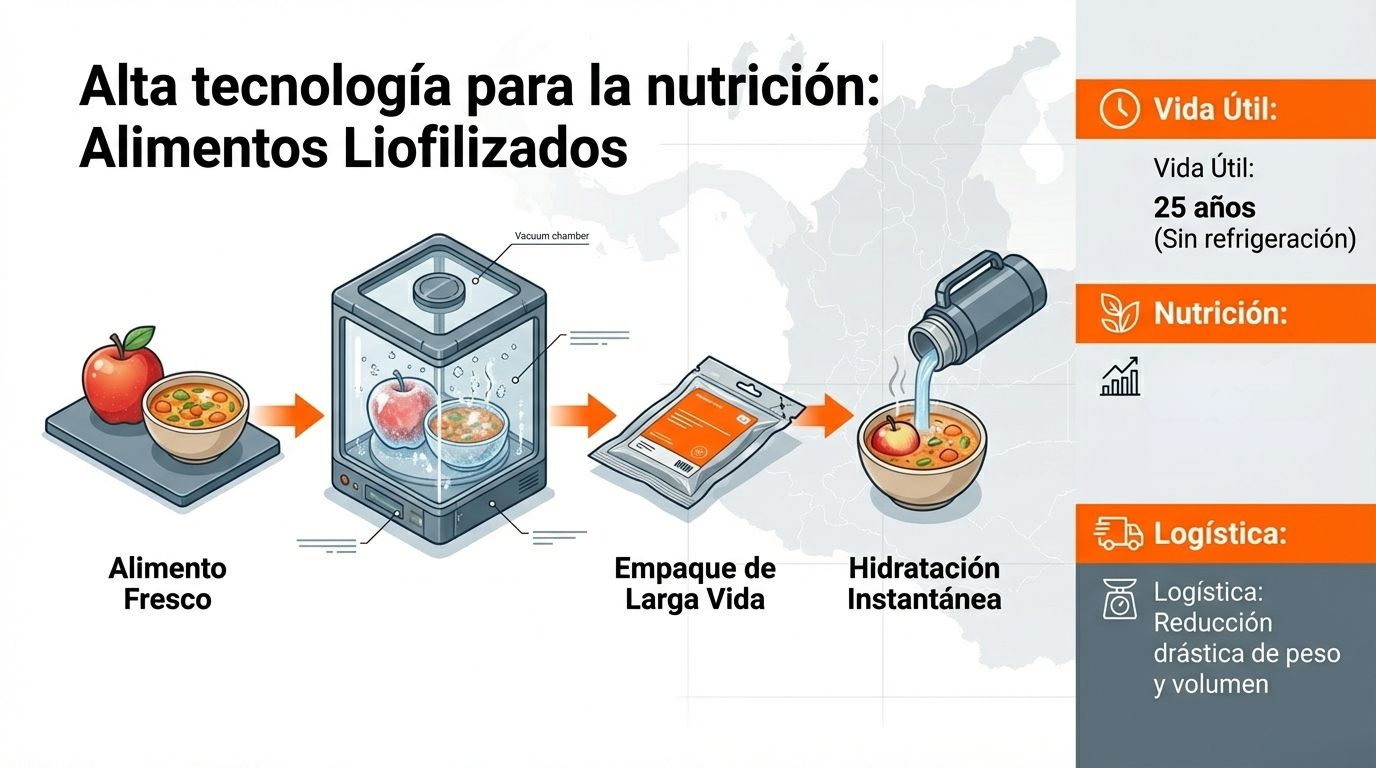 Alta tecnología para la nutrición:
Alimentos Liofilizados
Vacuum chamber
Alimento
Fresco
Empaque de
Larga Vida
Hidratación
Instantánea
Vida Útil:
Vida Útil:
25 años
(Sin refrigeración)
Nutrición:
Logística:
Logística:
Reducción
drástica de peso
y volumen